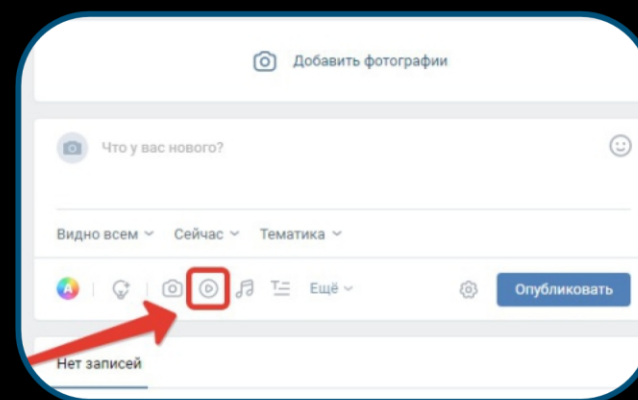 Добавить фотографии
Что у вас нового?
Видно всем Сейчас Тематика
А Ещё Опубликовать
Нет записей